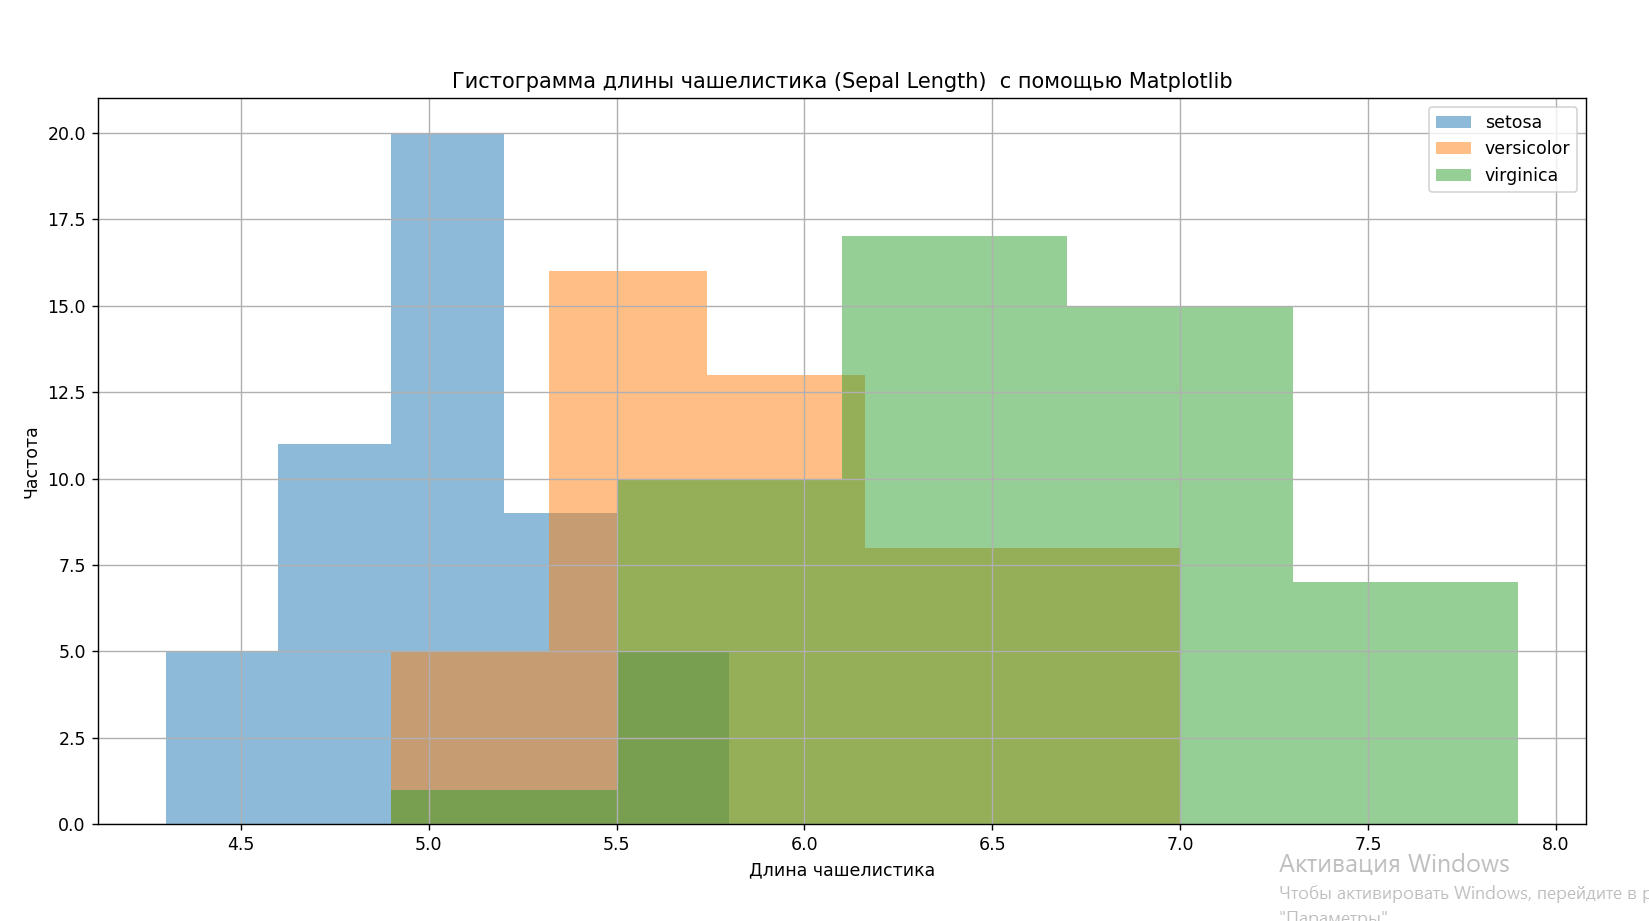 Гистограмма длины чашелистика (Sepal Length)  с помощью Matplotlib
setosa
versicolor
virginica
20.0
17.5
15.0
12.5
10.0
7.5
5.0
2.5
0.0
Частота
4.5 5.0 5.5 6.0 6.5 7.0 7.5 8.0
Длина чашелистика
Активация Windows
Чтобы активировать Windows, перейдите в
"Параметры"